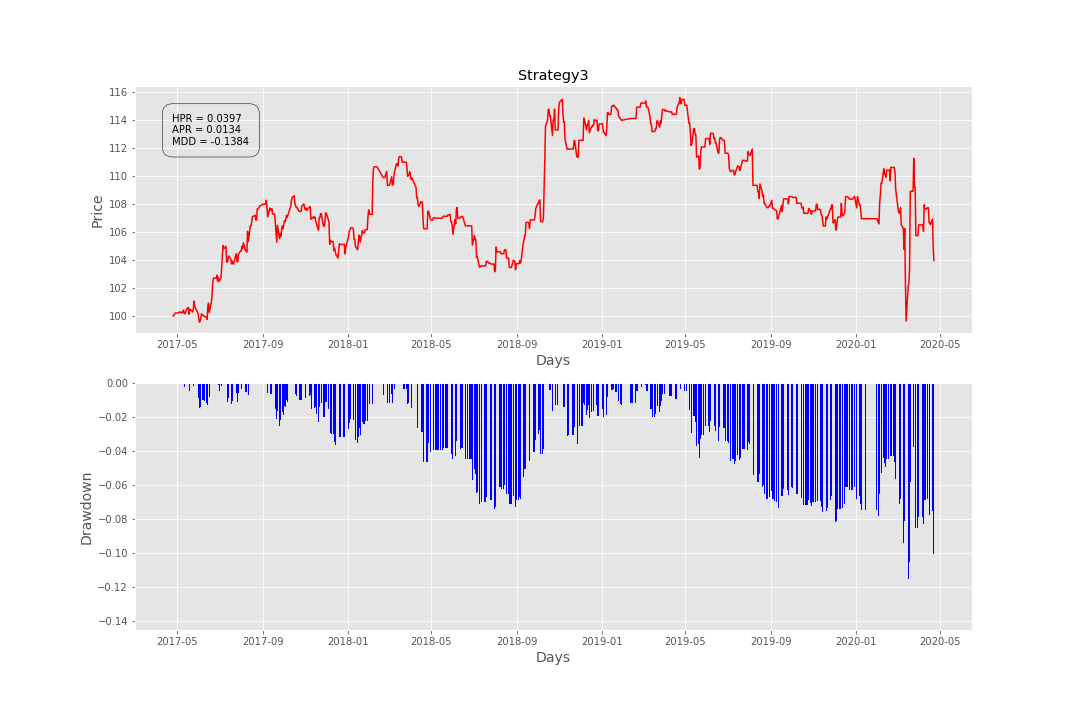 Strategy3
116
114
112
110
108
106
104
102
100
Price
HPR = 0.0397
APR = 0.0134
MDD = -0.1384
2017-05 2017-09 2018-01 2018-05 2018-09 2019-01 2019-05 2019-09 2020-01 2020-05
Days
0.00
−0.02
−0.04
−0.06
−0.08
−0.10
−0.12
−0.14
Drawdown
2017-05 2017-09 2018-01 2018-05 2018-09 2019-01 2019-05 2019-09 2020-01 2020-05
Days